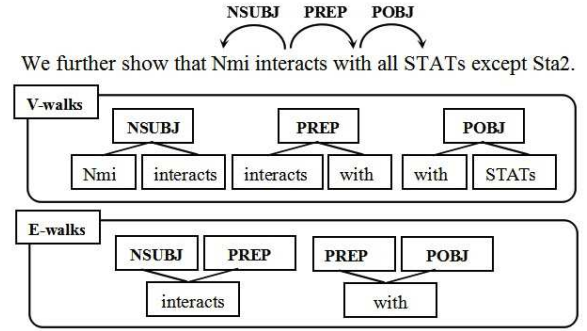 NSUBJ PREP POBJ
We further show that Nmi interacts with all STATs except Sta2.
V-walks
NSUBJ PREP POBJ
Nmi interacts interacts with with STATs
E-walks
NSUBJ PREP PREP POBJ
interacts with